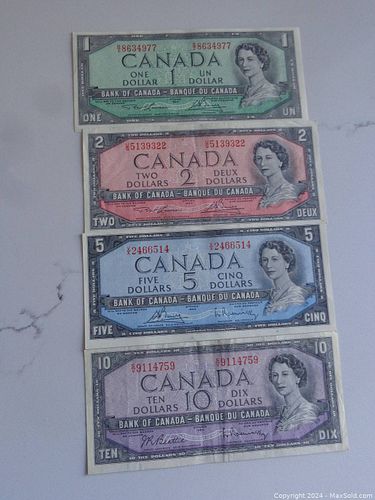 1 1
8634977 8634977
CANADA
ONE 1 UN
DOLLAR DOLLAR
BANK OF CANADA - BANQUE DU CANADA
ONE UN
2 2
5139322 5139322
CANADA
TWO 2 DEUX
DOLLARS DOLLARS
BANK OF CANADA - BANQUE DU CANADA
TWO DEUX
5 5
2466514 2466514
CANADA
FIVE 5 CINQ
DOLLARS DOLLARS
BANK OF CANADA - BANQUE DU CANADA
FIVE CINQ
10 10
9114759 9114759
CANADA
TEN 10 DIX
DOLLARS DOLLARS
BANK OF CANADA - BANQUE DU CANADA
TEN DIX
Copyright 2024 - MaxSold.com